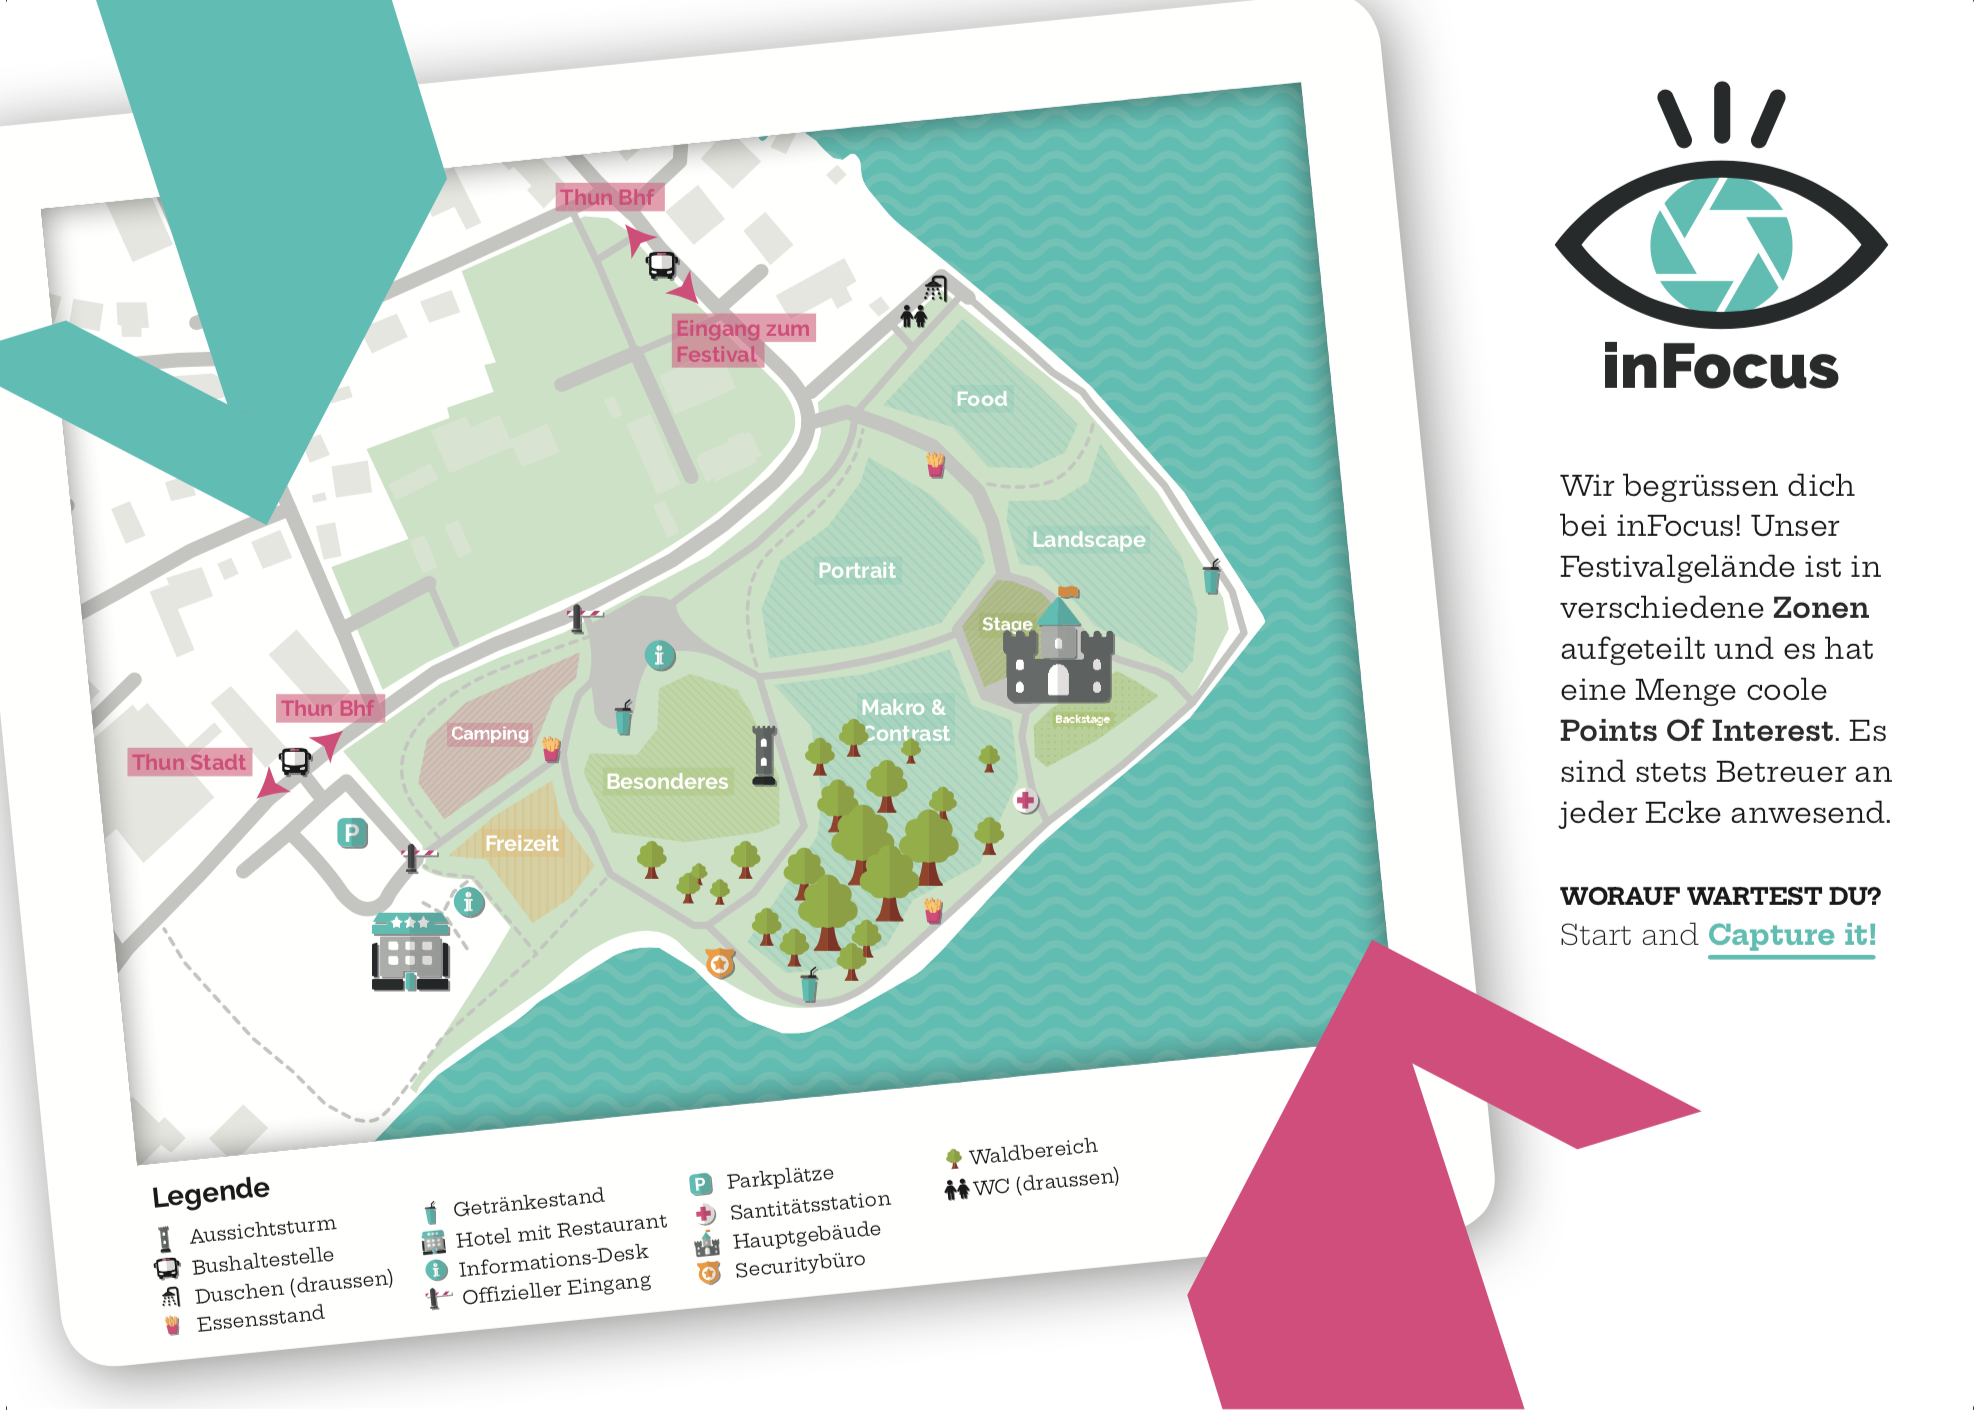 Thun Bhf
Eingang zum
Festival
Food
Landscape
Portrait
Stage
Thun Bhf
Thun Stadt
Camping
Makro &
Contrast
Backstage
Besonderes
P
Freizeit
Legende
Aussichtsturm
Bushaltestelle
Duschen (draussen)
Essensstand
Getränkestand
Hotel mit Restaurant
Informations-Desk
Offizieller Eingang
P Parkplätze
Santitätsstation
Hauptgebäude
Securitybüro
Waldbereich
WC (draussen)
inFocus
Wir begrüssen dich
bei inFocus! Unser
Festivalgelände ist in
verschiedene Zonen
aufgeteilt und es hat
eine Menge coole
Points Of Interest. Es
sind stets Betreuer an
jeder Ecke anwesend.
WORAUF WARTEST DU?
Start and Capture it!